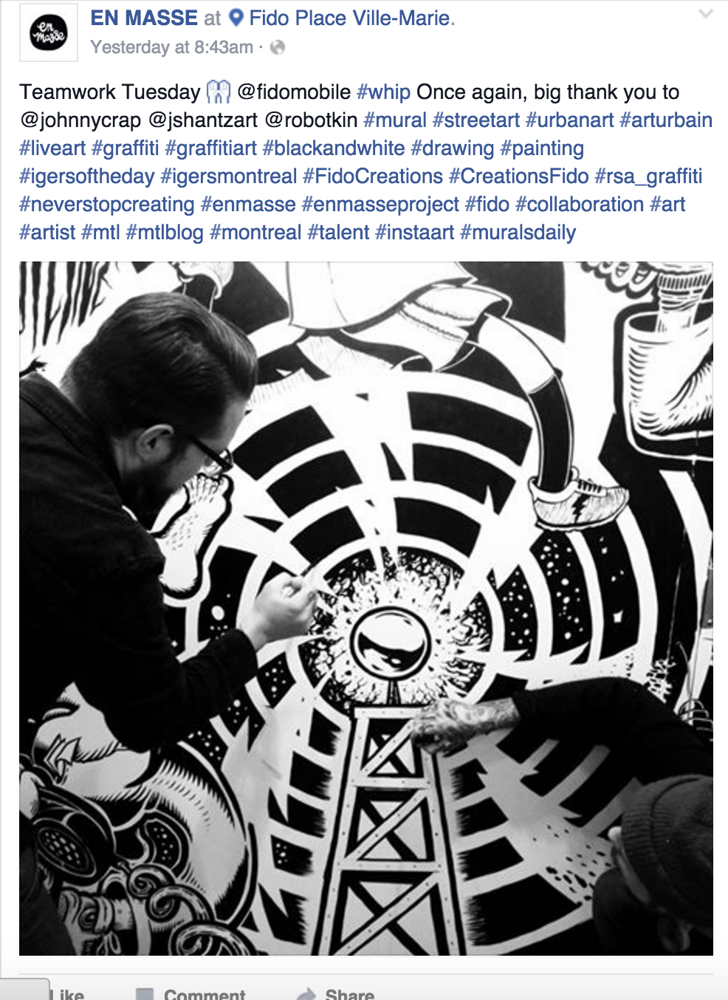 en
masse
EN MASSE at Fido Place Ville-Marie.
Yesterday at 8:43am ·
Teamwork Tuesday @fidomobile #whip Once again, big thank you to
@johnnycrap @jshantzart @robotkin #mural #streetart #urbanart #arturbain
#liveart #graffiti #graffitiart #blackandwhite #drawing #painting
#igersoftheday #igersmontreal #FidoCreations #CreationsFido #rsa_graffiti
#neverstopcreating #enmasse #enmasseproject #fido #collaboration #art
#artist #mtl #mtlblog #montreal #talent #instaart #muralsdaily
Like Comment Share